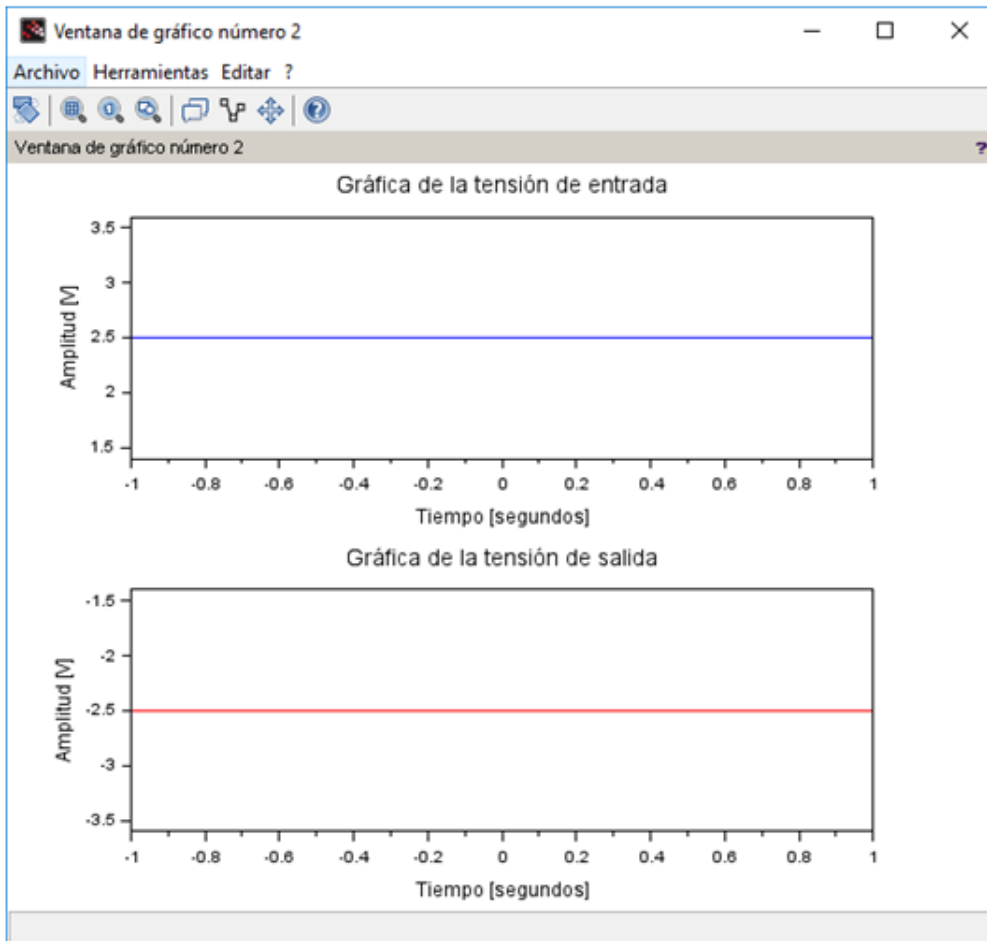 Ventana de gráfico número 2
Archivo Herramientas Editar ?
Ventana de gráfico número 2 ?
Gráfica de la tensión de entrada
Amplitud [V]
3.5
3
2.5
2
1.5
-1 -0.8 -0.6 -0.4 -0.2 0 0.2 0.4 0.6 0.8 1
Tiempo [segundos]
Gráfica de la tensión de salida
Amplitud [V]
-1.5
-2
-2.5
-3
-3.5
-1 -0.8 -0.6 -0.4 -0.2 0 0.2 0.4 0.6 0.8 1
Tiempo [segundos]